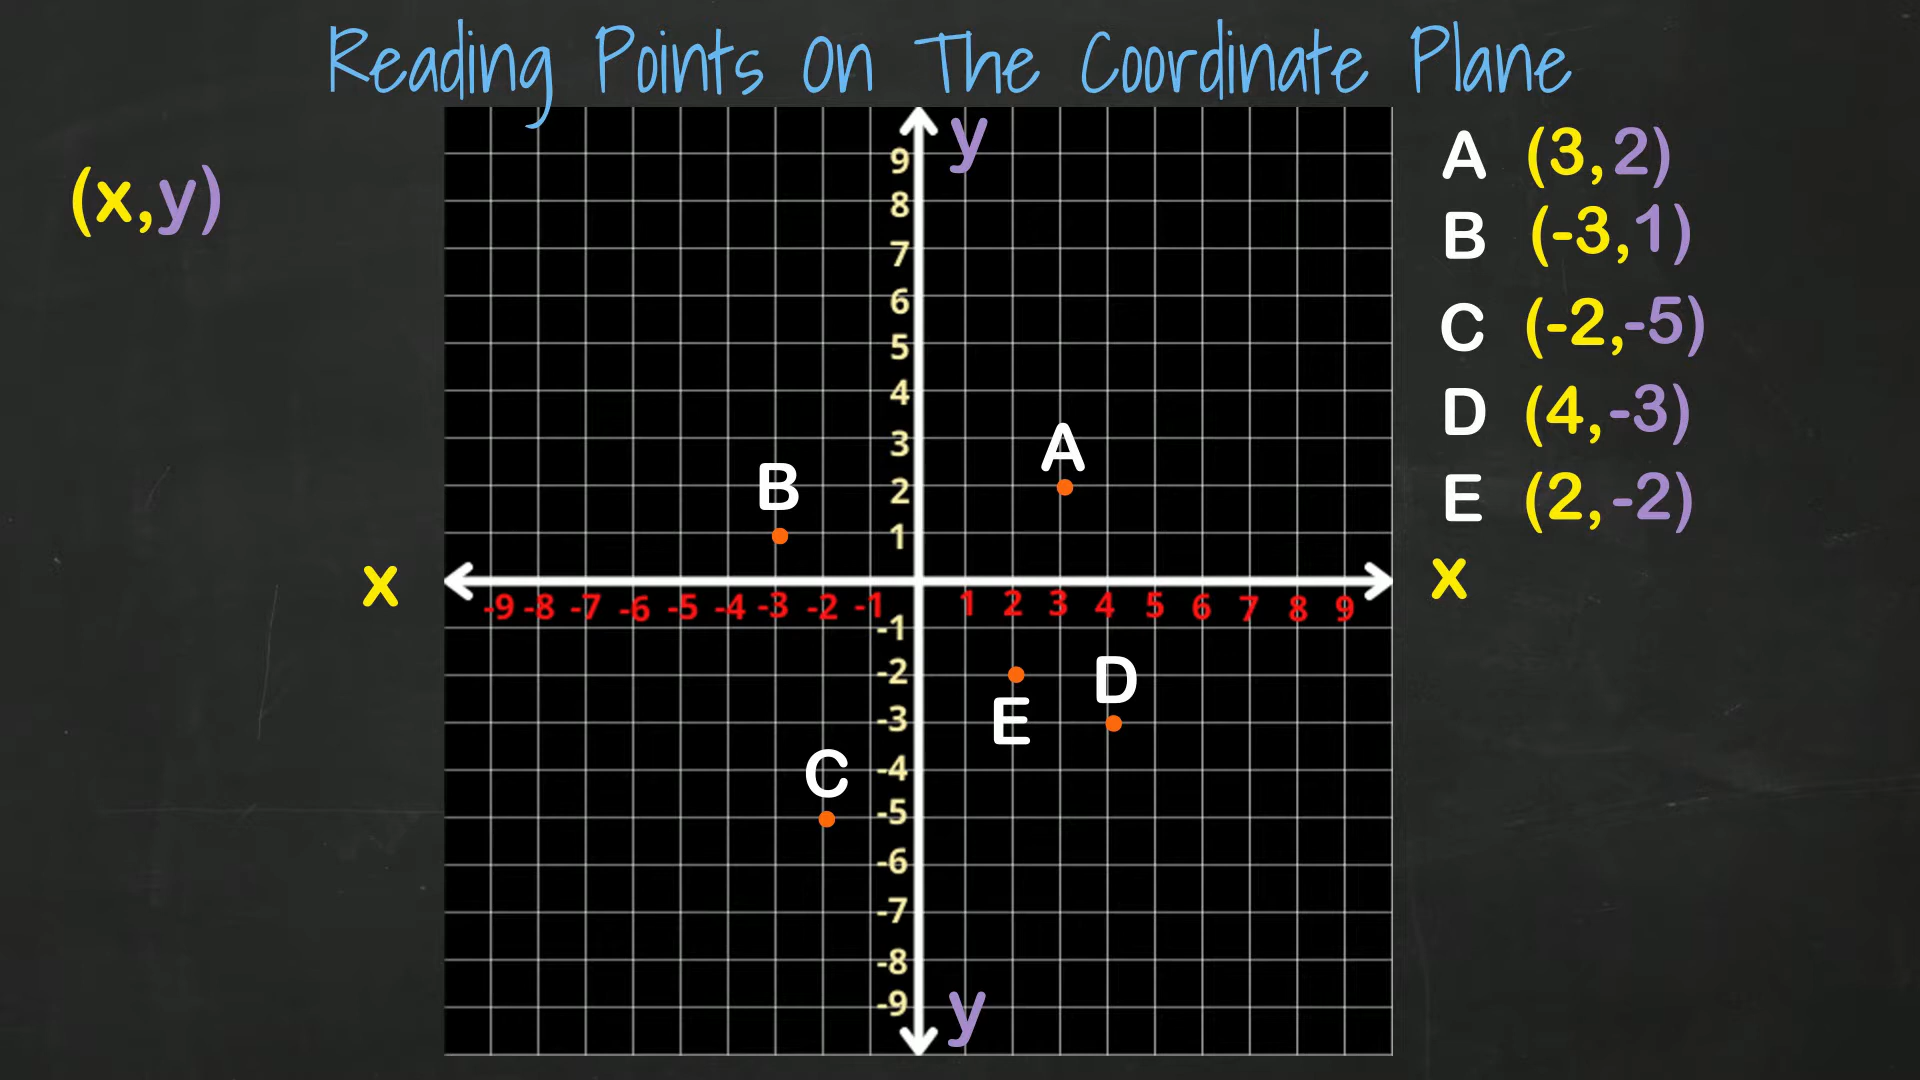 Reading Points On The Coordinate Plane
(x,y)
y
A (3,2)
B (-3,1)
C (-2,-5)
D (4,-3)
E (2,-2)
9
8
7
6
5
4
3
2
1
A
B
x
x
-9 -8 -7 -6 -5 -4 -3 -2 -1 1 2 3 4 5 6 7 8 9
-1
-2
-3
-4
-5
-6
-7
-8
-9
D
E
C
y